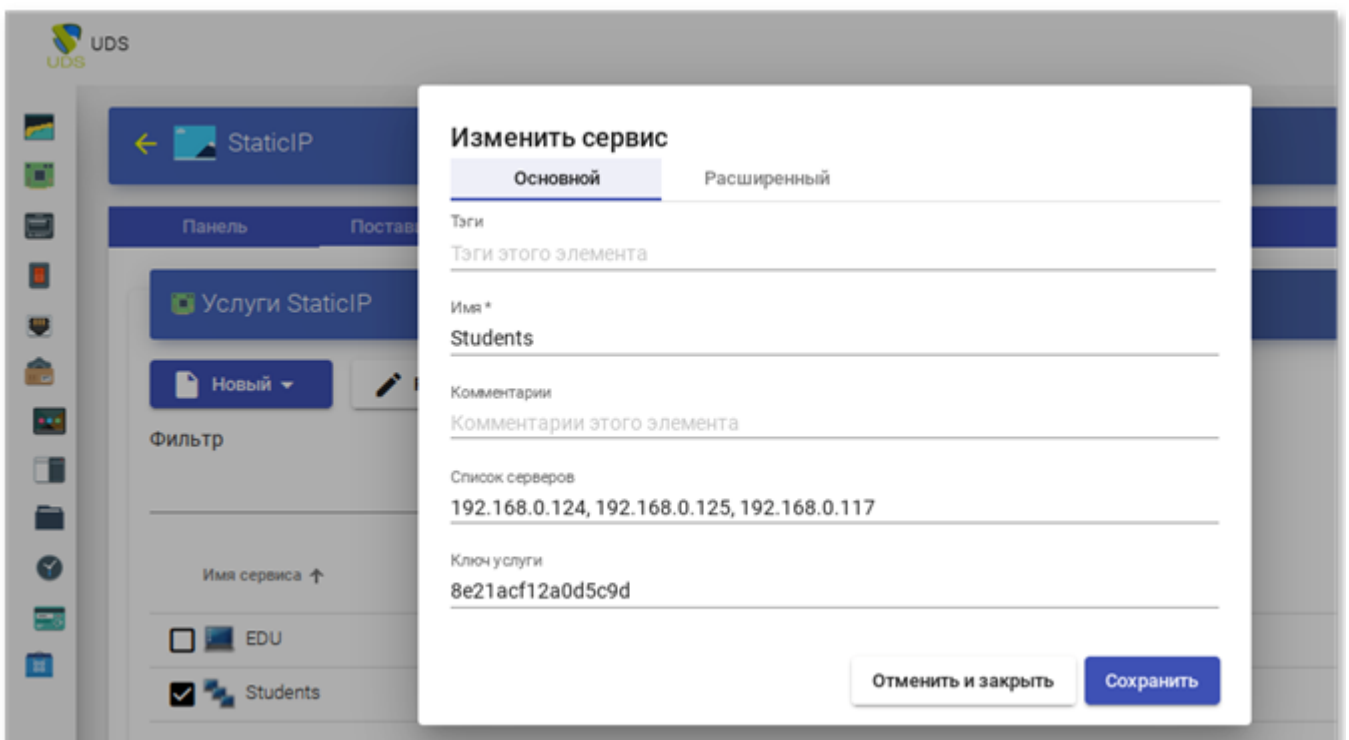 UDS
UDS
StaticIP
Панель
Услуги StaticIP
Новый
Фильтр
Имя сервиса
EDU
Students
Изменить сервис
Основной Расширенный
Тэги
Тэги этого элемента
Имя *
Students
Комментарии
Комментарии этого элемента
Список серверов
192.168.0.124, 192.168.0.125, 192.168.0.117
Ключ услуги
8e21acf12a0d5c9d
Отменить и закрыть Сохранить